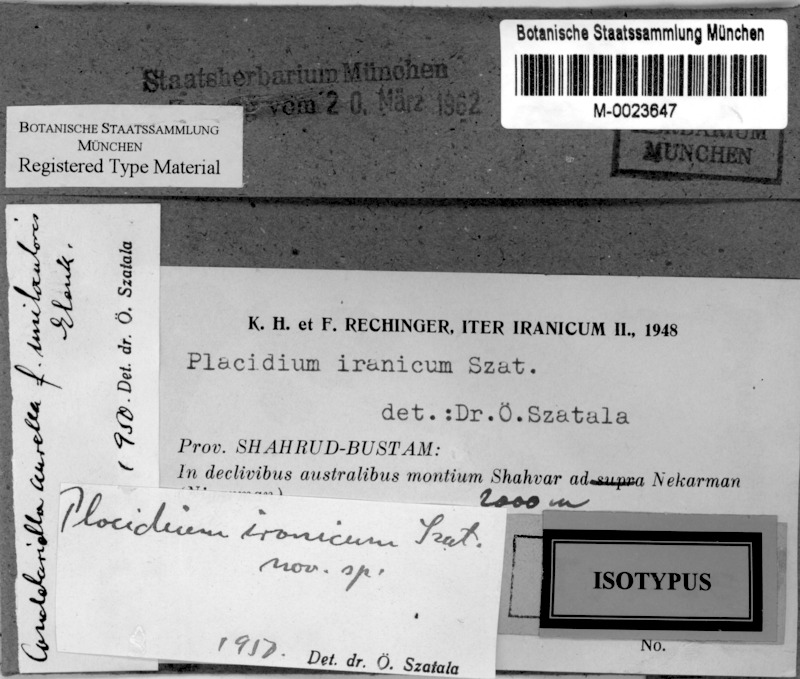 Botanische Staatssammlung München
M-0023647
Staatsherbarium München
vom 20. März 1962
HERBARIUM
MÜNCHEN
BOTANISCHE STAATSSAMMLUNG
MÜNCHEN
Registered Type Material
Candelariella aurella f.
Elenk.
1950. Det. dr. Ö. Szatala
K. H. et F. RECHINGER, ITER IRANICUM II., 1948
Placidium iranicum Szat.
det.:Dr.Ö.Szatala
Prov. SHAHRUD-BUSTAM:
In declivibus australibus montium Shahvar ad supra Nekarman
2000 m
Placidium iranicum Szat.
nov. sp.
1950. Det. dr. Ö. Szatala
ISOTYPUS
No.